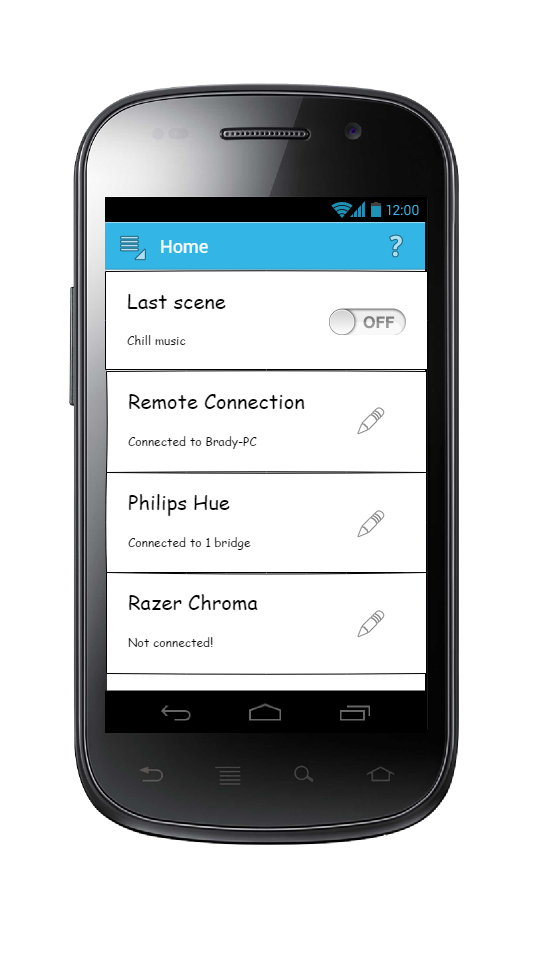 12:00
Home ?
Last scene
OFF
Chill music
Remote Connection
Connected to Brady-PC
Philips Hue
Connected to 1 bridge
Razer Chroma
Not connected!